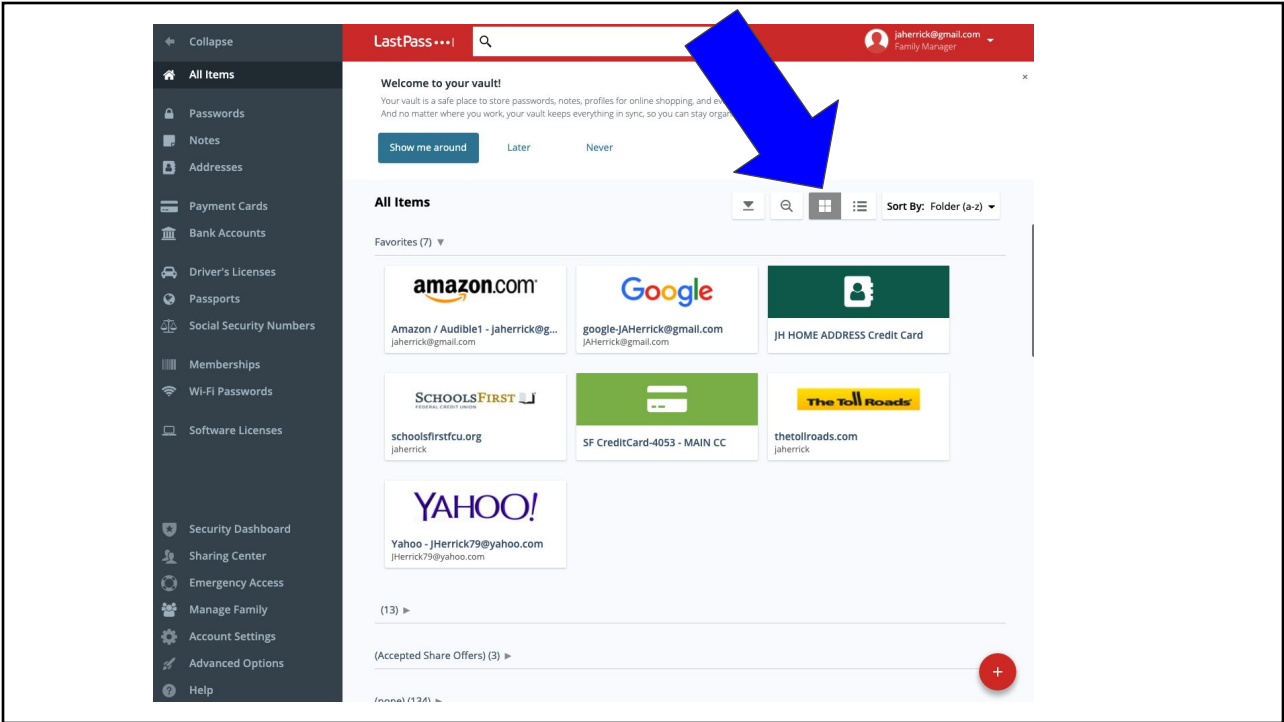 Collapse
All Items
Passwords
Notes
Addresses
Payment Cards
Bank Accounts
Driver's Licenses
Passports
Social Security Numbers
Memberships
Wi-Fi Passwords
Software Licenses
Security Dashboard
Sharing Center
Emergency Access
Manage Family
Account Settings
Advanced Options
Help
LastPass
jaherrick@gmail.com
Family Manager
Welcome to your vault!
Your vault is a safe place to store passwords, notes, profiles for online shopping, and
And no matter where you work, your vault keeps everything in sync, so you can stay
Show me around Later Never
All Items
Sort By: Folder (a-z)
Favorites (7)
amazon.com
Amazon / Audible1 - jaherrick@g...
jaherrick@gmail.com
Google
google-JAHerrick@gmail.com
JAHerrick@gmail.com
JH HOME ADDRESS Credit Card
SCHOOLSFIRST
FEDERAL CREDIT UNION
schoolsfirstfcu.org
jaherrick
SF CreditCard-4053 - MAIN CC
The Toll Roads
thetollroads.com
jaherrick
YAHOO!
Yahoo - JHerrick79@yahoo.com
JHerrick79@yahoo.com
(13)
(Accepted Share Offers) (3)
(none) (134)